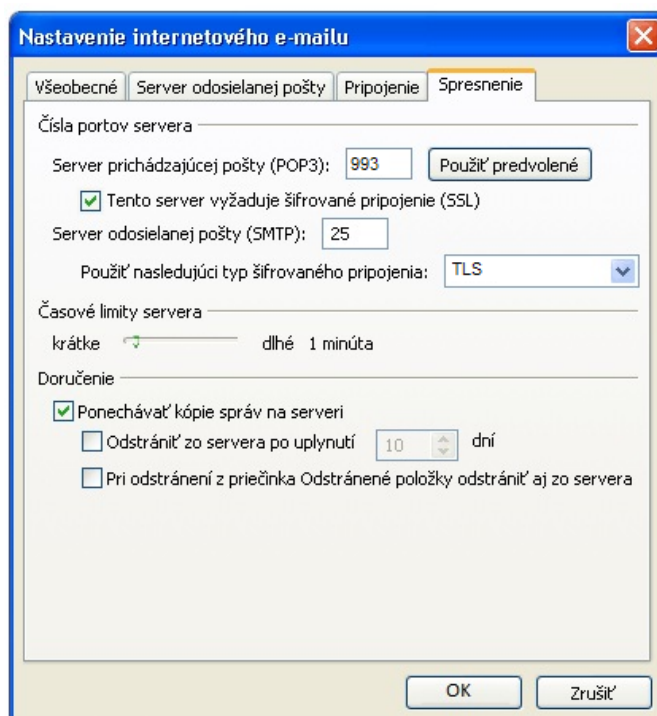 Nastavenie internetového e-mailu
Všeobecné Server odosielanej pošty Pripojenie Spresnenie
Čísla portov servera
Server prichádzajúcej pošty (POP3): 993 Použiť predvolené
Tento server vyžaduje šifrované pripojenie (SSL)
Server odosielanej pošty (SMTP): 25
Použiť nasledujúci typ šifrovaného pripojenia: TLS
Časové limity servera
krátke dlhé 1 minúta
Doručenie
Ponechávať kópie správ na serveri
Odstrániť zo servera po uplynutí 10 dní
Pri odstránení z priečinka Odstránené položky odstrániť aj zo servera
OK Zrušiť